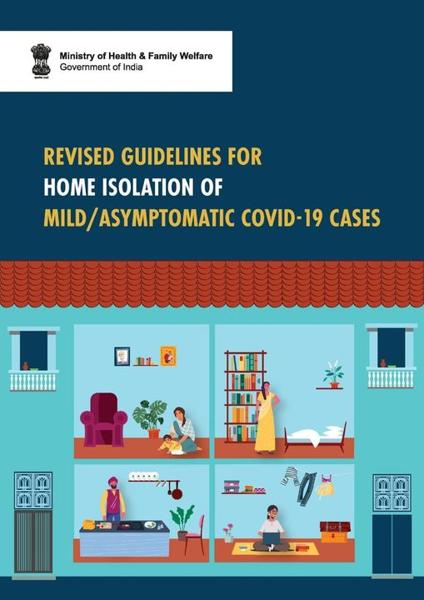 Ministry of Health & Family Welfare
Government of India
REVISED GUIDELINES FOR
HOME ISOLATION OF
MILD/ASYMPTOMATIC COVID-19 CASES